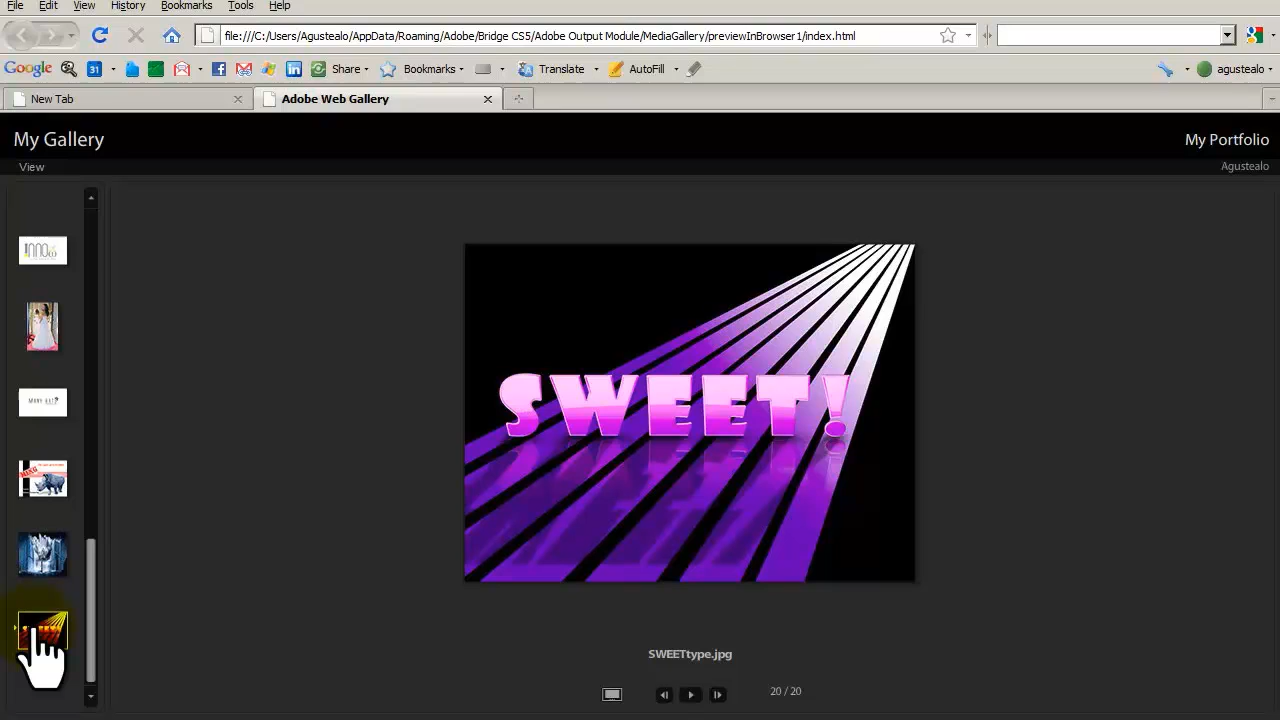 File Edit View History Bookmarks Tools Help
file:///C:/Users/Agustealo/AppData/Roaming/Adobe/Bridge CS5/Adobe Output Module/MediaGallery/previewInBrowser1/index.html
Google 31 Share Bookmarks Translate AutoFill agustealo
New Tab Adobe Web Gallery
My Gallery My Portfolio
View Agustealo
SWEET!
SWEETtype.jpg
20 / 20